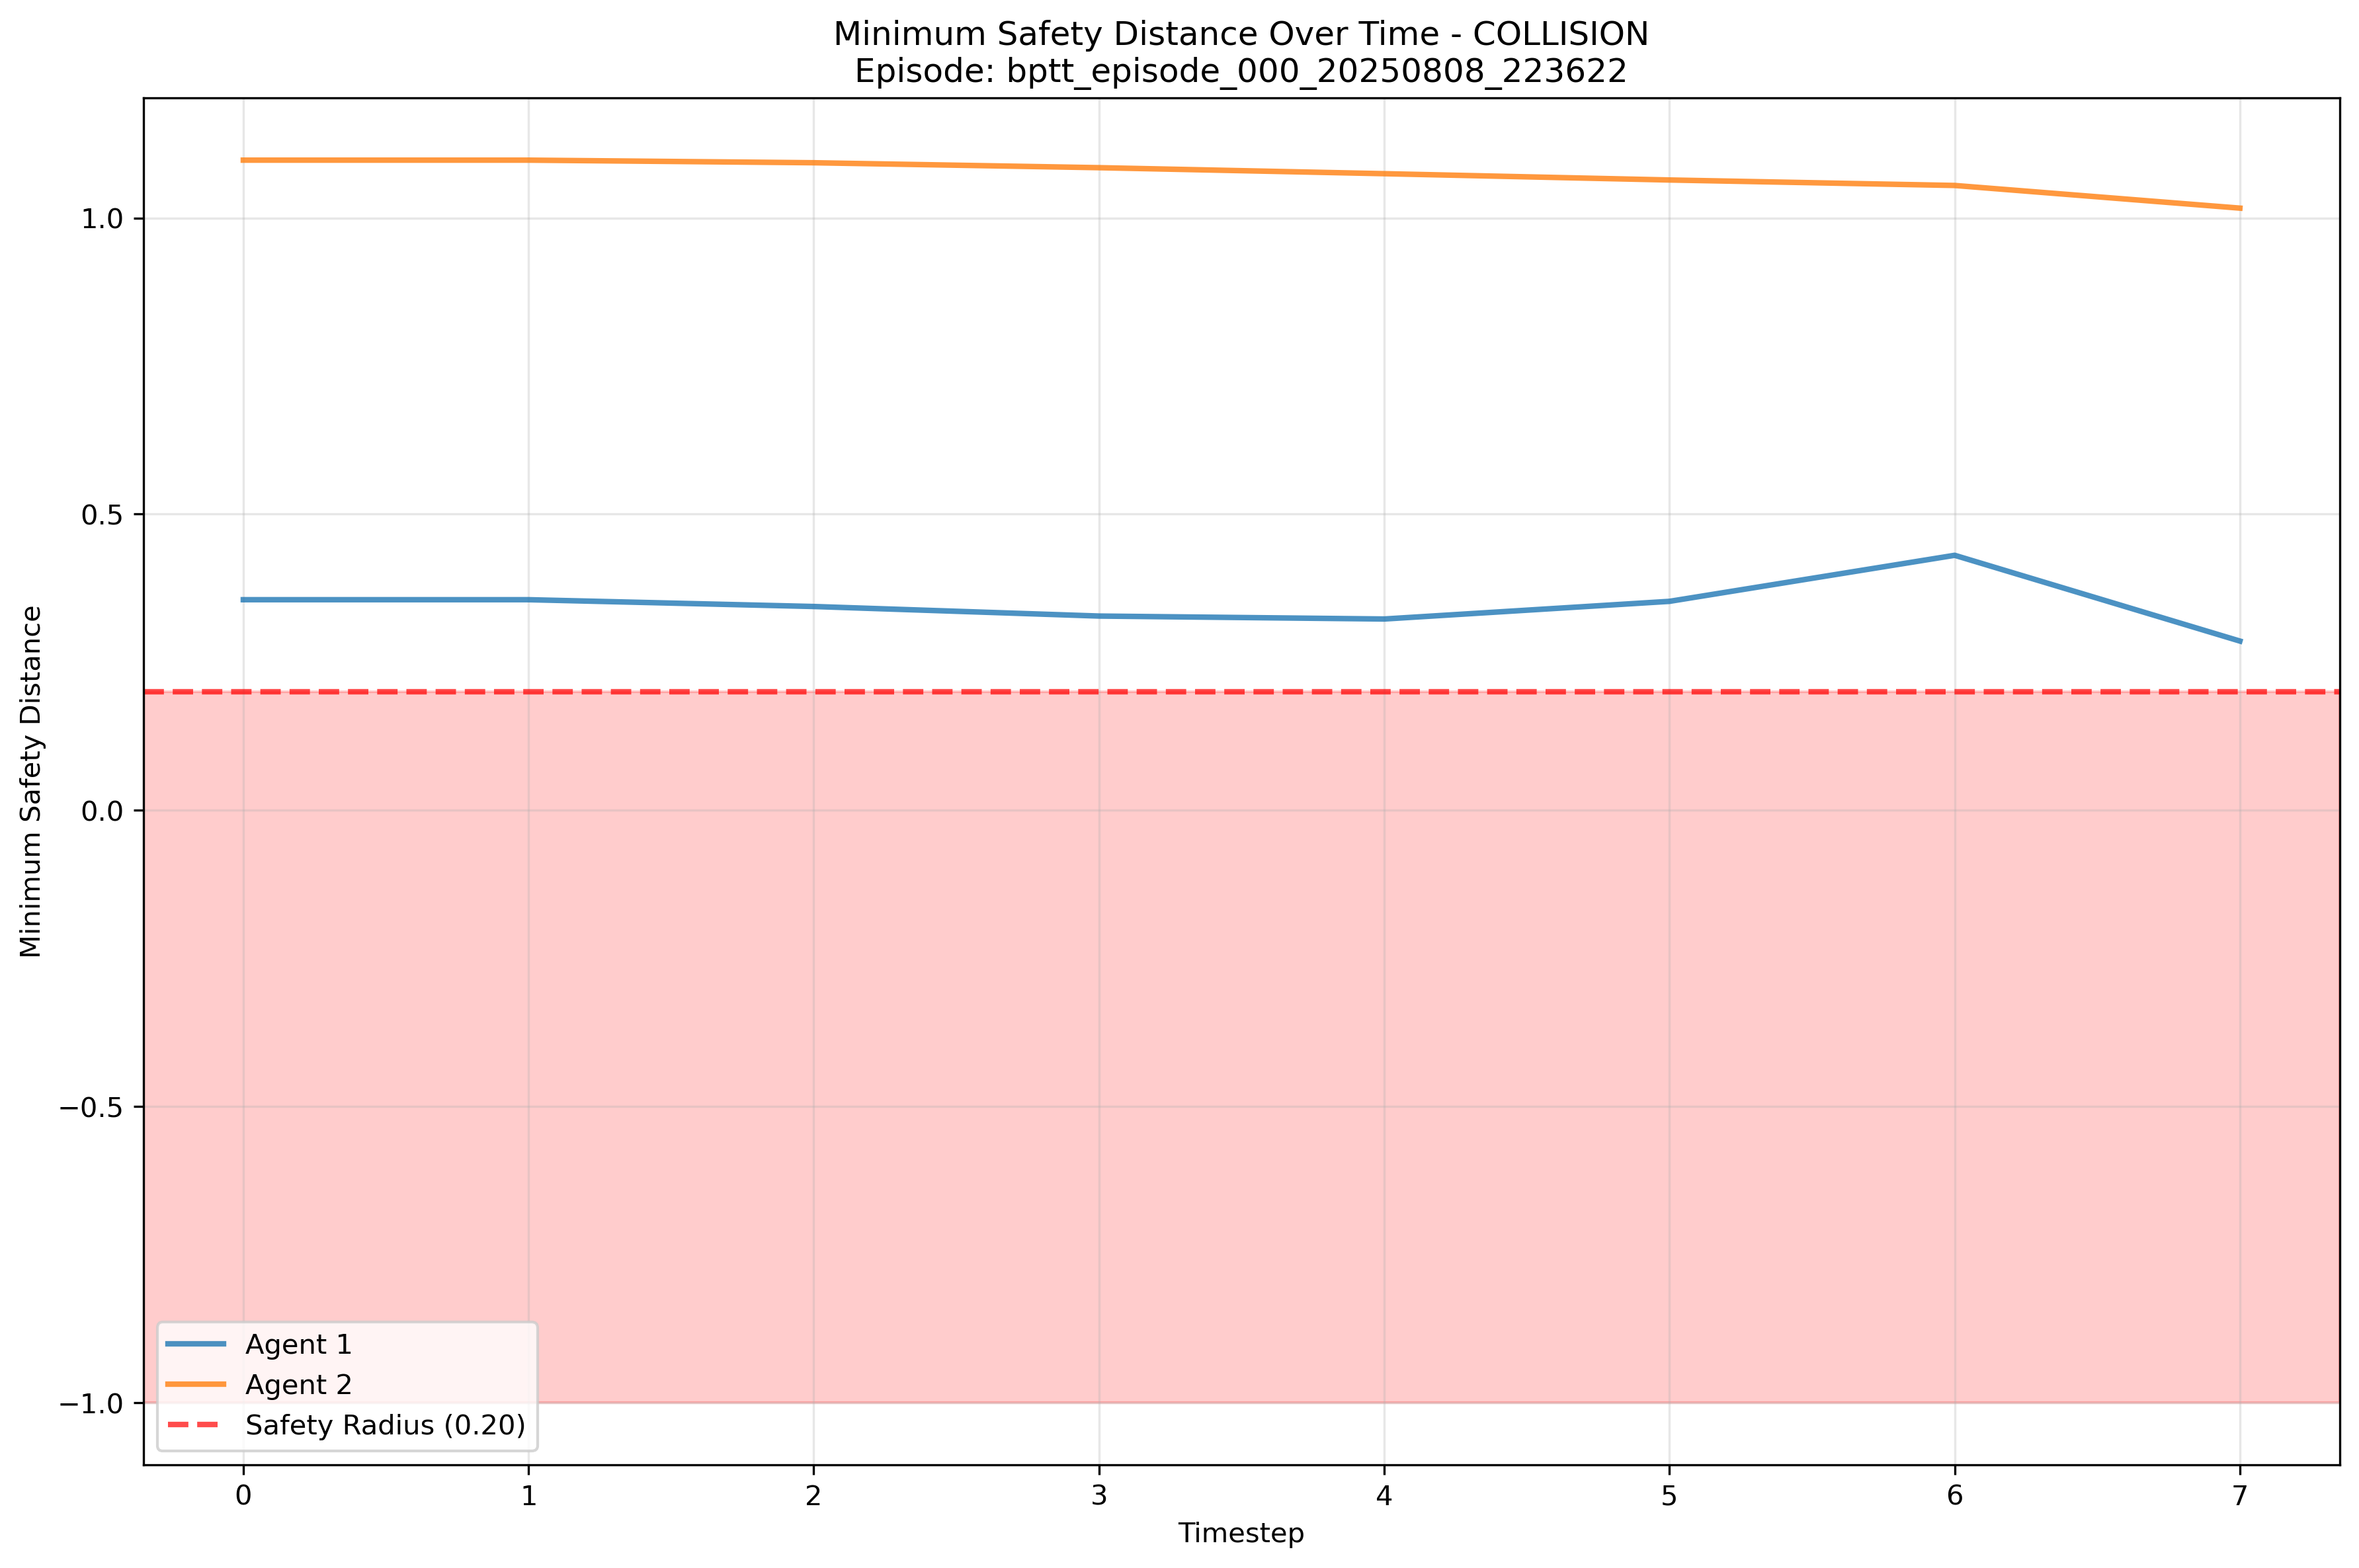 Minimum Safety Distance Over Time - COLLISION
Episode: bptt_episode_000_20250808_223622
Minimum Safety Distance
1.0
0.5
0.0
−0.5
−1.0
Agent 1
Agent 2
Safety Radius (0.20)
0 1 2 3 4 5 6 7
Timestep